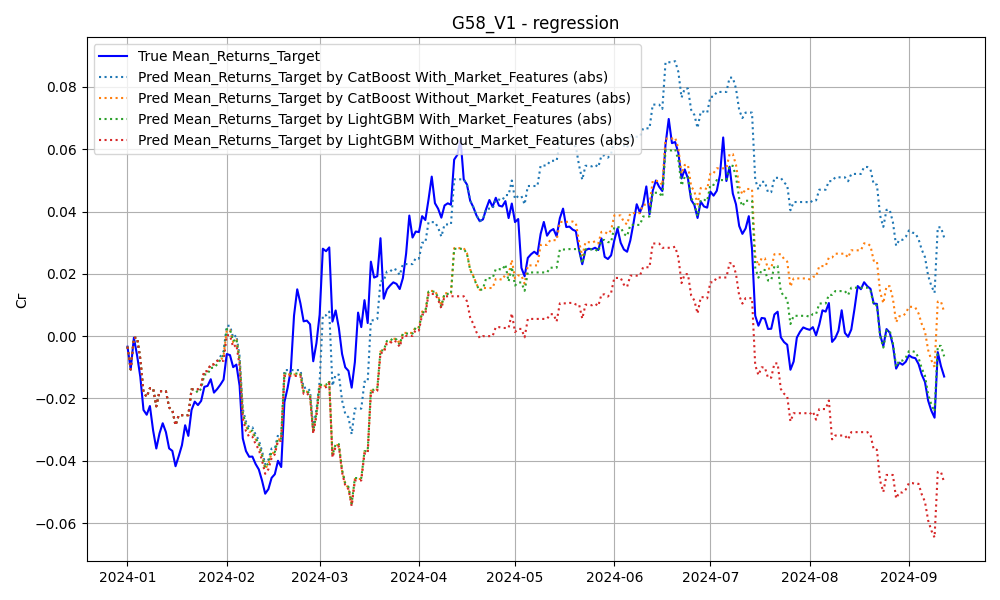 G58_V1 - regression
True Mean_Returns_Target
Pred Mean_Returns_Target by CatBoost With_Market_Features (abs)
Pred Mean_Returns_Target by CatBoost Without_Market_Features (abs)
Pred Mean_Returns_Target by LightGBM With_Market_Features (abs)
Pred Mean_Returns_Target by LightGBM Without_Market_Features (abs)
Cr
0.08
0.06
0.04
0.02
0.00
−0.02
−0.04
−0.06
2024-01 2024-02 2024-03 2024-04 2024-05 2024-06 2024-07 2024-08 2024-09